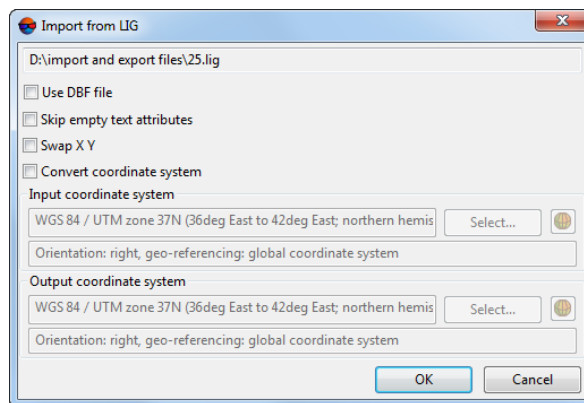 Import from LIG
D:\import and export files\25.lig
Use DBF file
Skip empty text attributes
Swap X Y
Convert coordinate system
Input coordinate system
WGS 84 / UTM zone 37N (36deg East to 42deg East; northern hemis
Select...
Orientation: right, geo-referencing: global coordinate system
Output coordinate system
WGS 84 / UTM zone 37N (36deg East to 42deg East; northern hemis
Select...
Orientation: right, geo-referencing: global coordinate system
OK Cancel